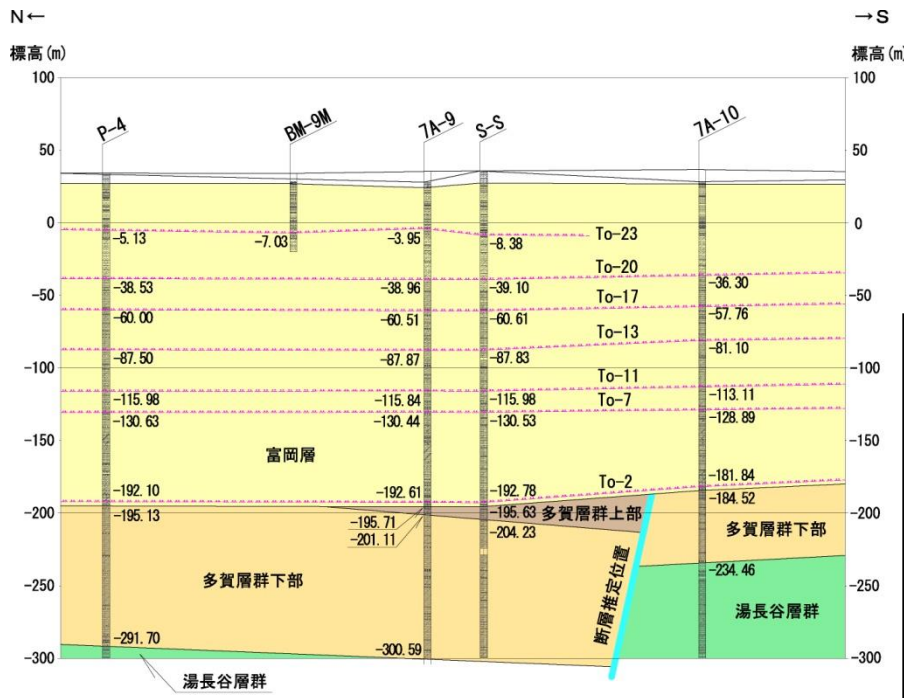 N← →S
標高(m) 標高(m)
100 100
P-4 BM-9M 7A-9 S-S 7A-10
50 50
0 0
-5.13 -7.03 -3.95 -8.38 To-23
To-20
-38.53 -38.96 -39.10 -36.30
-50 -50
To-17
-60.00 -60.51 -60.61 -57.76
To-13
-87.50 -87.87 -87.83 -81.10
-100 -100
To-11
-115.98 -115.84 -115.98 -113.11
To-7
-130.63 -130.44 -130.53 -128.89
-150 -150
富岡層
To-2 -181.84
-192.10 -192.61 -192.78 -184.52
-195.13 -195.71 -195.63 多賀層群上部
-200 -200
-201.11 -204.23
多賀層群下部 多賀層群下部
-234.46
-250 -250
断層推定位置
湯長谷層群
-291.70 -300.59
-300 -300
湯長谷層群